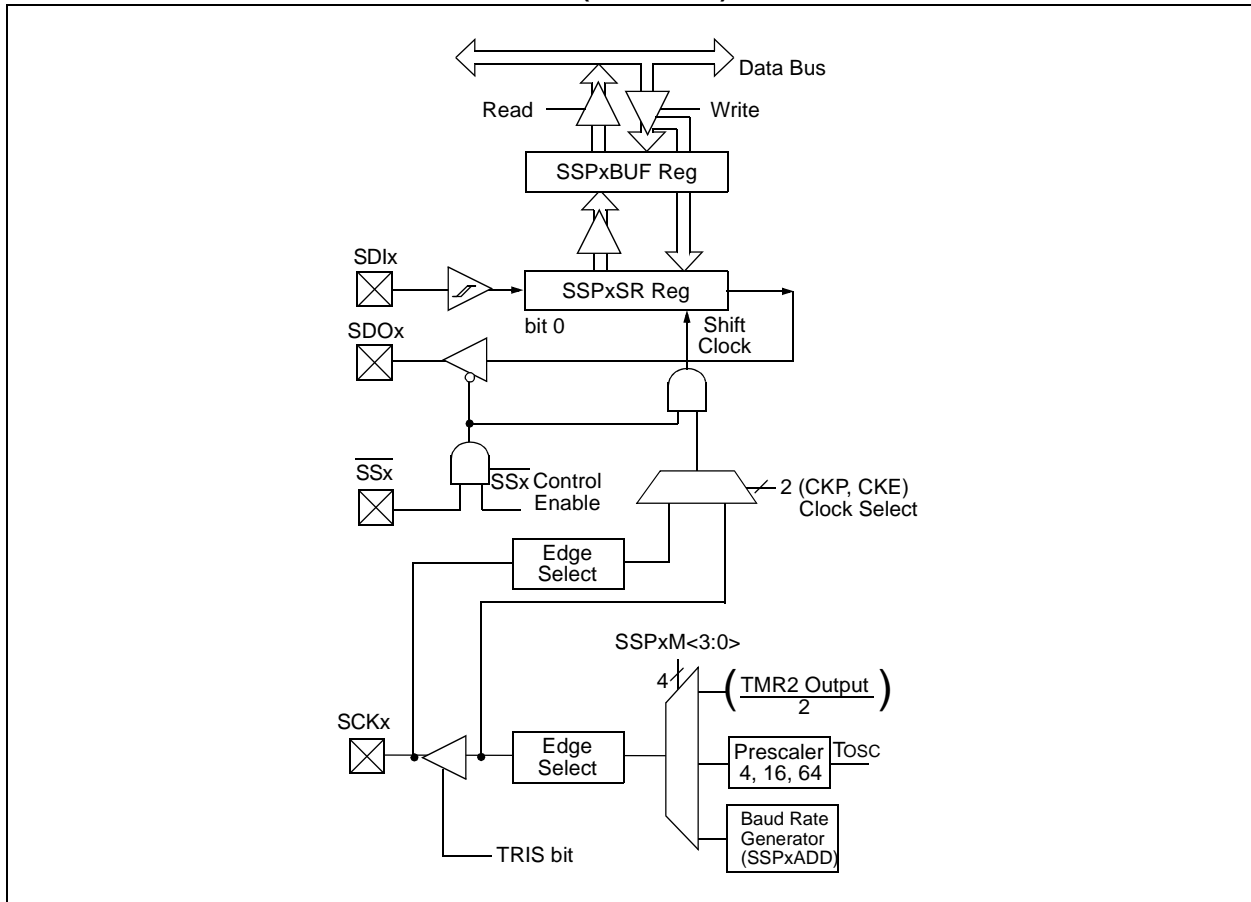 Data Bus
Read
Write
SSPxBUF Reg
SDIx
SSPxSR Reg
bit 0
Shift
Clock
SDOx
SSx
SSx Control
Enable
2 (CKP, CKE)
Clock Select
Edge
Select
SSPxM<3:0>
4
(TMR2 Output)
2
SCKx
Edge
Select
Prescaler
4, 16, 64
TOSC
Baud Rate
Generator
(SSPxADD)
TRIS bit